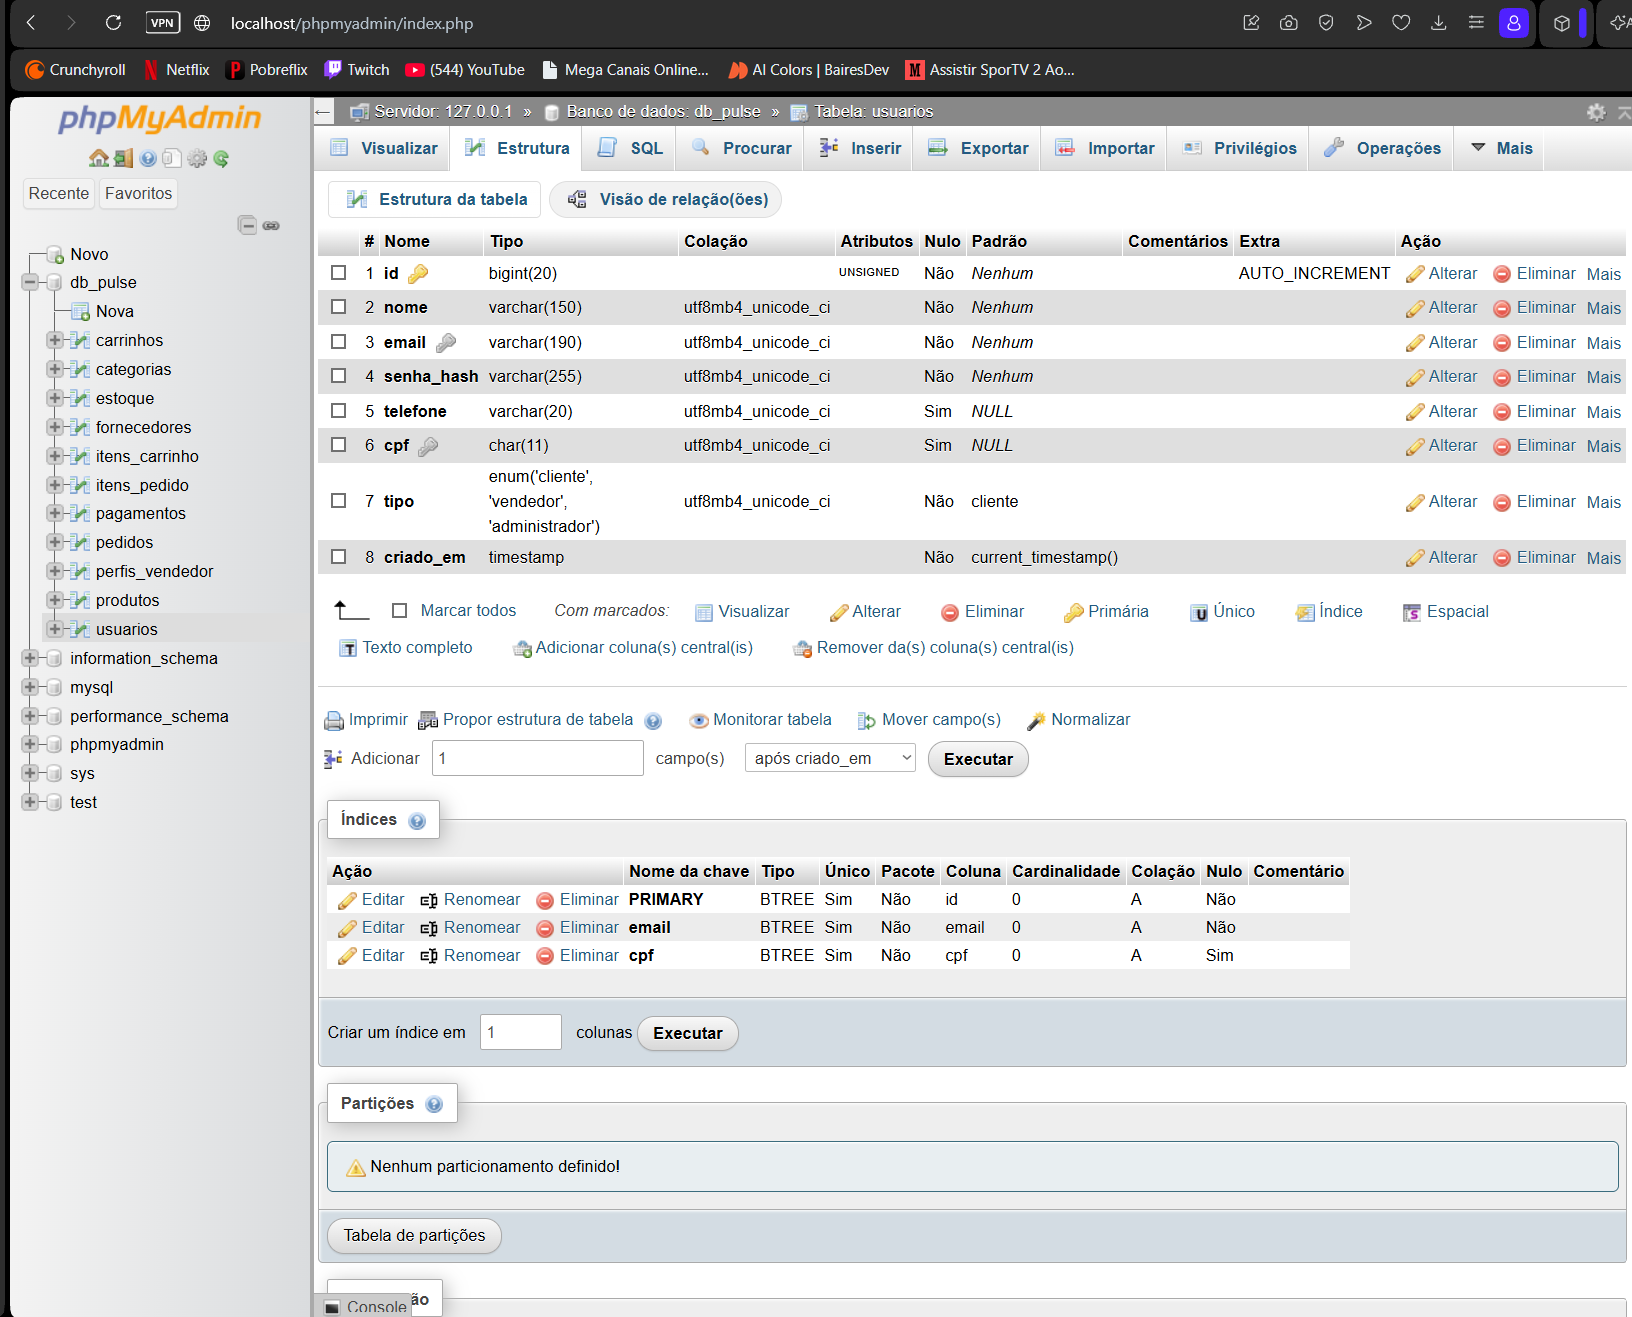 VPN localhost/phpmyadmin/index.php
Crunchyroll Netflix Pobreflix Twitch (544) YouTube Mega Canais Online... AI Colors | BairesDev Assistir SporTV 2 Ao...
phpMyAdmin
Recente Favoritos
Novo
db_pulse
Nova
carrinhos
categorias
estoque
fornecedores
itens_carrinho
itens_pedido
pagamentos
pedidos
perfis_vendedor
produtos
usuarios
information_schema
mysql
performance_schema
phpmyadmin
sys
test
Servidor: 127.0.0.1 » Banco de dados: db_pulse » Tabela: usuarios
Visualizar Estrutura SQL Procurar Inserir Exportar Importar Privilégios Operações Mais
Estrutura da tabela Visão de relação(ões)
# Nome Tipo Colação Atributos Nulo Padrão Comentários Extra Ação
1 id bigint(20) UNSIGNED Não Nenhum AUTO_INCREMENT Alterar Eliminar Mais
2 nome varchar(150) utf8mb4_unicode_ci Não Nenhum Alterar Eliminar Mais
3 email varchar(190) utf8mb4_unicode_ci Não Nenhum Alterar Eliminar Mais
4 senha_hash varchar(255) utf8mb4_unicode_ci Não Nenhum Alterar Eliminar Mais
5 telefone varchar(20) utf8mb4_unicode_ci Sim NULL Alterar Eliminar Mais
6 cpf char(11) utf8mb4_unicode_ci Sim NULL Alterar Eliminar Mais
enum('cliente',
7 tipo 'vendedor', utf8mb4_unicode_ci Não cliente Alterar Eliminar Mais
'administrador')
8 criado_em timestamp Não current_timestamp() Alterar Eliminar Mais
Marcar todos Com marcados: Visualizar Alterar Eliminar Primária Único Índice Espacial
Texto completo Adicionar coluna(s) central(is) Remover da(s) coluna(s) central(is)
Imprimir Propor estrutura de tabela Monitorar tabela Mover campo(s) Normalizar
Adicionar 1 campo(s) após criado_em Executar
Índices
Ação Nome da chave Tipo Único Pacote Coluna Cardinalidade Colação Nulo Comentário
Editar Renomear Eliminar PRIMARY BTREE Sim Não id 0 A Não
Editar Renomear Eliminar email BTREE Sim Não email 0 A Não
Editar Renomear Eliminar cpf BTREE Sim Não cpf 0 A Sim
Criar um índice em 1 colunas Executar
Partições
Nenhum particionamento definido!
Tabela de partições
Console ão